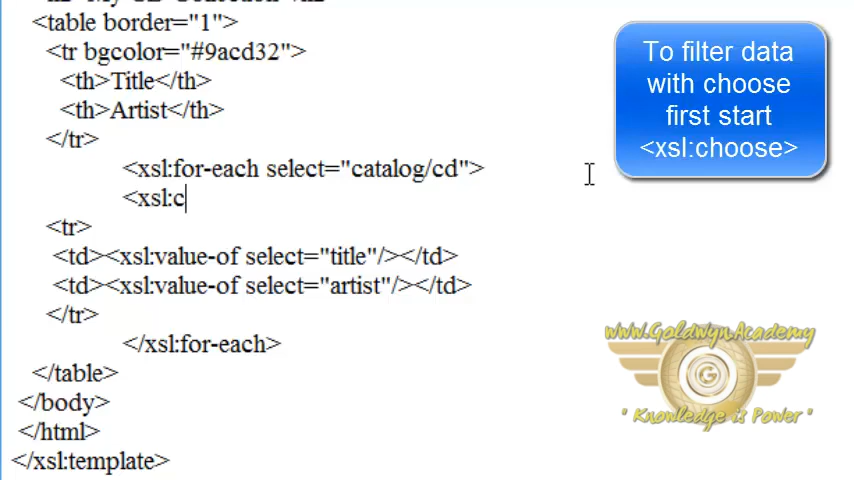 <table border="1">
<tr bgcolor="#9acd32">
<th>Title</th>
<th>Artist</th>
</tr>
<xsl:for-each select="catalog/cd">
<xsl:c
<tr>
<td><xsl:value-of select="title"/></td>
<td><xsl:value-of select="artist"/></td>
</tr>
</xsl:for-each>
</table>
</body>
</html>
</xsl:template>
To filter data
with choose
first start
<xsl:choose>
www.GoldwynAcademy
G
" Knowledge is Power "